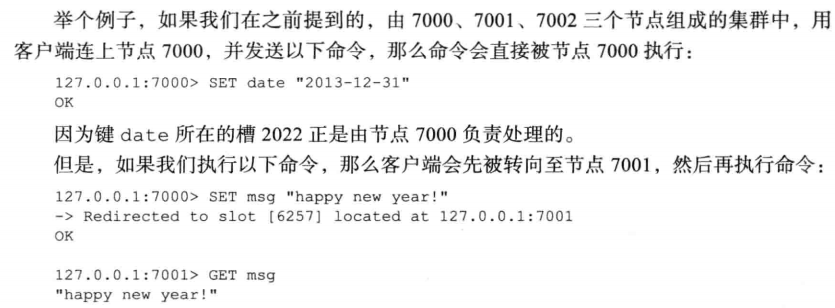 举个例子，如果我们在之前提到的，由 7000、7001、7002 三个节点组成的集群中，用
客户端连上节点 7000，并发送以下命令，那么命令会直接被节点 7000 执行：
127.0.0.1:7000> SET date "2013-12-31"
OK
因为键 date 所在的槽 2022 正是由节点 7000 负责处理的。
但是，如果我们执行以下命令，那么客户端会先被转向至节点 7001，然后再执行命令：
127.0.0.1:7000> SET msg "happy new year!"
-> Redirected to slot [6257] located at 127.0.0.1:7001
OK
127.0.0.1:7001> GET msg
"happy new year!"